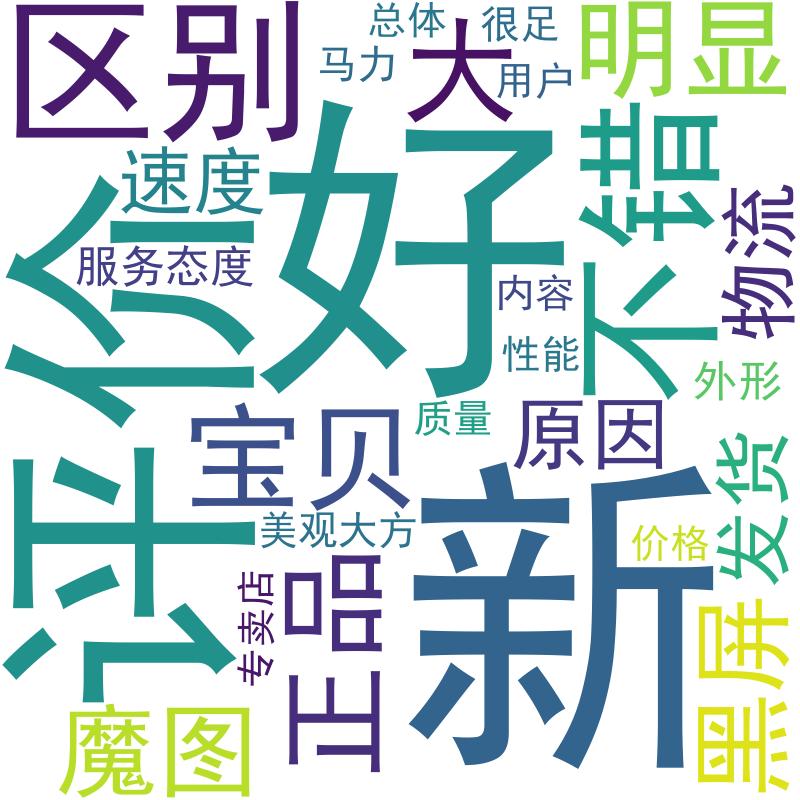 区别
总体
很足
马力
大
用户
明显
速度
好
不错
评价
服务态度
物流
内容
性能
外形
宝贝
质量
原因
发货
新
美观大方
价格
专卖店
正品
黑屏
魔图